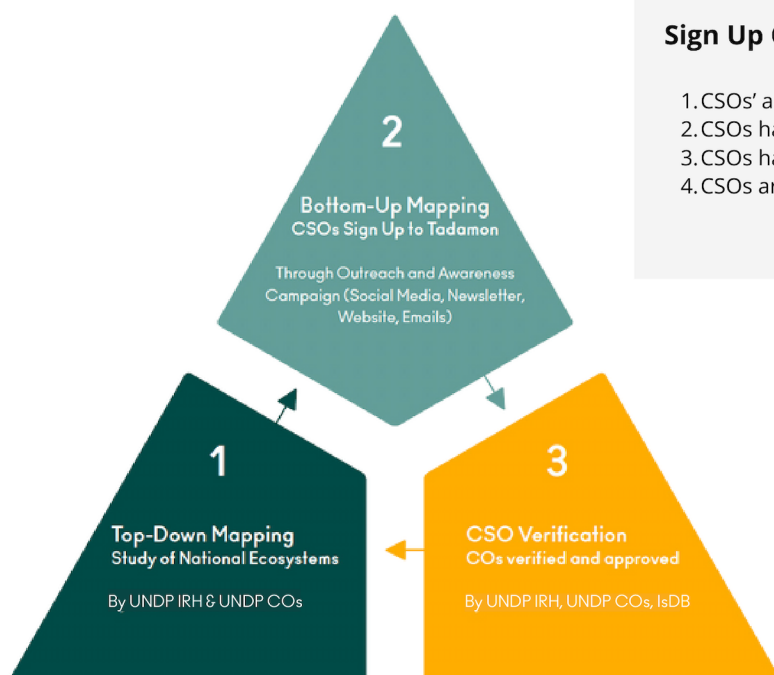 Sign Up
1. CSOs’ a
2. CSOs ha
3. CSOs ha
4. CSOs ar
2
Bottom-Up Mapping
CSOs Sign Up to Tadamon
Through Outreach and Awareness
Campaign (Social Media, Newsletter,
Website, Emails)
1
Top-Down Mapping
Study of National Ecosystems
By UNDP IRH & UNDP COs
3
CSO Verification
COs verified and approved
By UNDP IRH, UNDP COs, IsDB